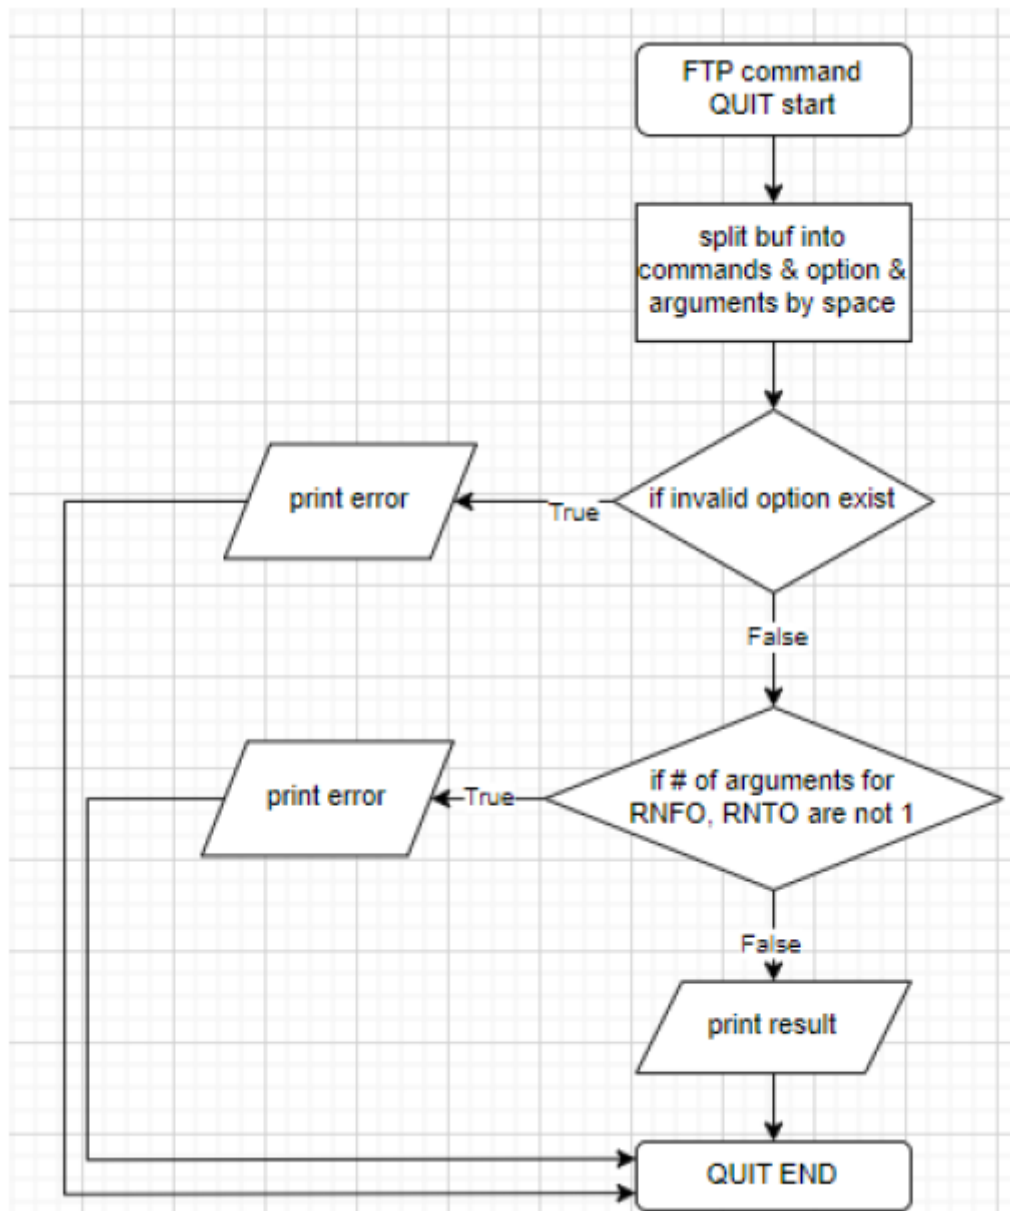 FTP command
QUIT start
split buf into
commands & option &
arguments by space
if invalid option exist
True
print error
False
if # of arguments for
RNFO, RNTO are not 1
True
print error
False
print result
QUIT END